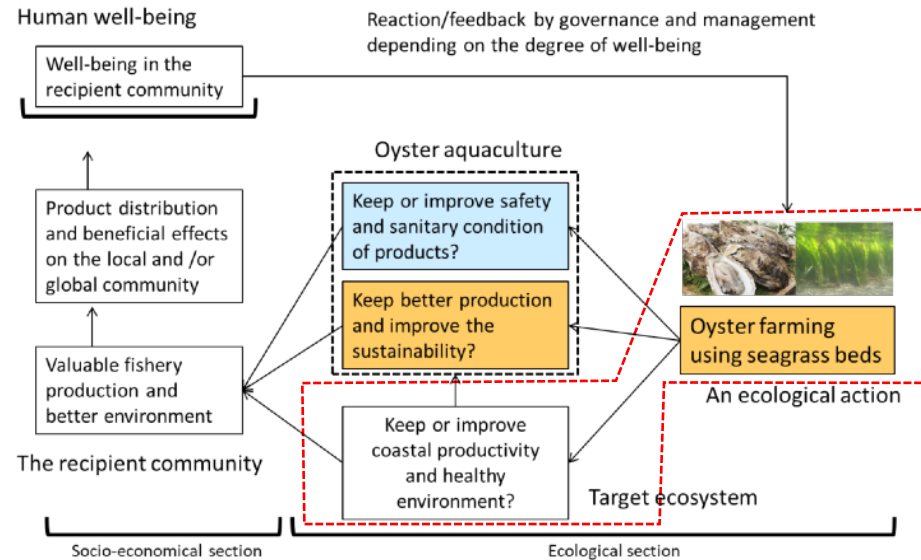 Human well-being
Reaction/feedback by governance and management
depending on the degree of well-being
Well-being in the
recipient community
Oyster aquaculture
Keep or improve safety
and sanitary condition
of products?
Product distribution
and beneficial effects
on the local and /or
global community
Keep better production
and improve the
sustainability?
Oyster farming
using seagrass beds
Valuable fishery
production and
better environment
An ecological action
Keep or improve
coastal productivity
and healthy
environment?
The recipient community
Target ecosystem
Socio-economical section
Ecological section